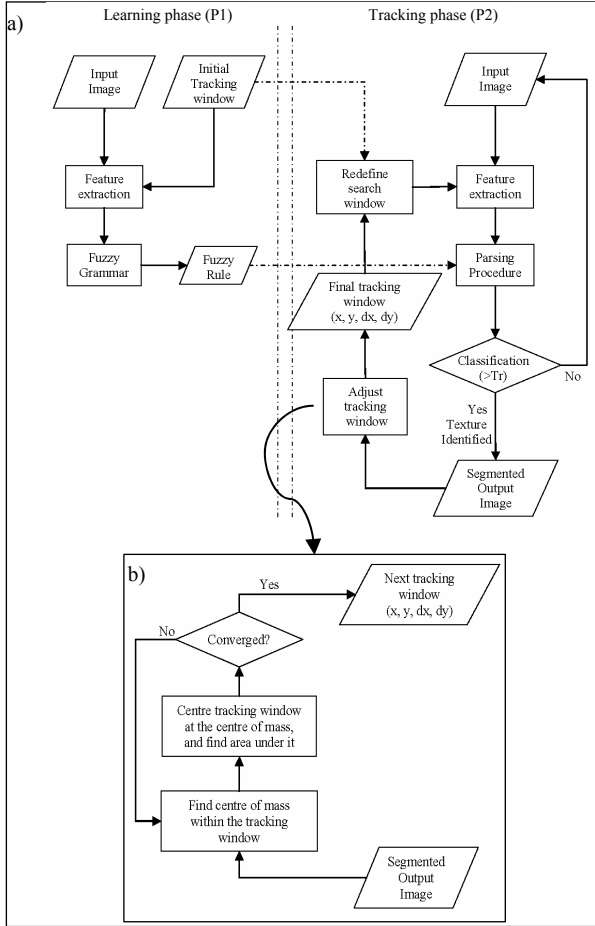 a)
Learning phase (P1)
Tracking phase (P2)
Input
Image
Initial
Tracking
window
Feature
extraction
Fuzzy
Grammar
Fuzzy
Rule
Input
Image
Redefine
search
window
Feature
extraction
Parsing
Procedure
Final tracking
window
(x, y, dx, dy)
Classification
(>Tr)
No
Adjust
tracking
window
Yes
Texture
Identified
Segmented
Output
Image
b)
Yes
Next tracking
window
(x, y, dx, dy)
No
Converged?
Centre tracking window
at the centre of mass,
and find area under it
Find centre of mass
within the tracking
window
Segmented
Output
Image